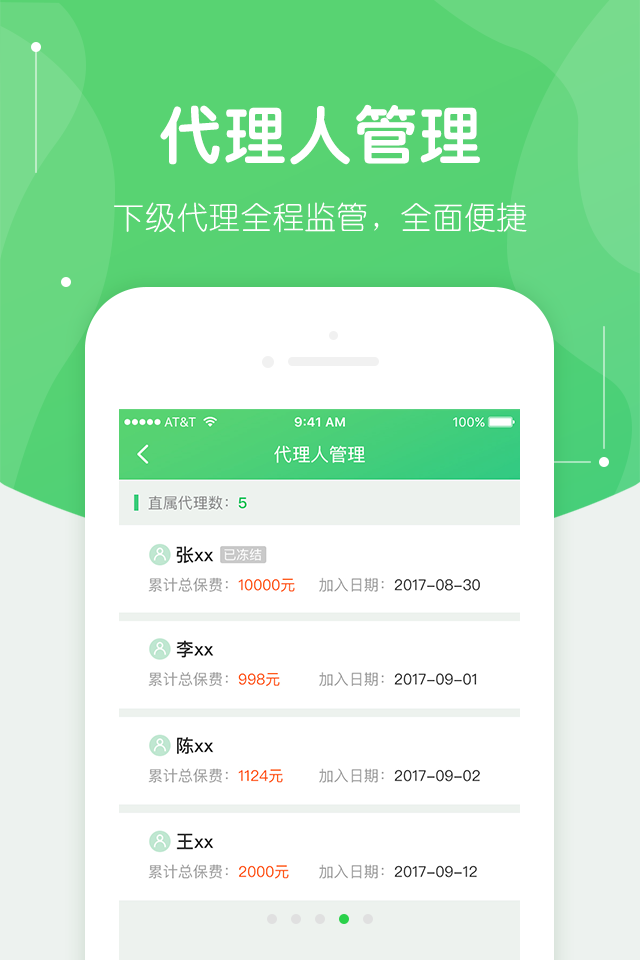 代理人管理
下级代理全程监管，全面便捷
AT&T 9:41 AM 100%
代理人管理
直属代理数：5
张xx 已冻结
累计总保费：10000元 加入日期：2017-08-30
李xx
累计总保费：998元 加入日期：2017-09-01
陈xx
累计总保费：1124元 加入日期：2017-09-02
王xx
累计总保费：2000元 加入日期：2017-09-12